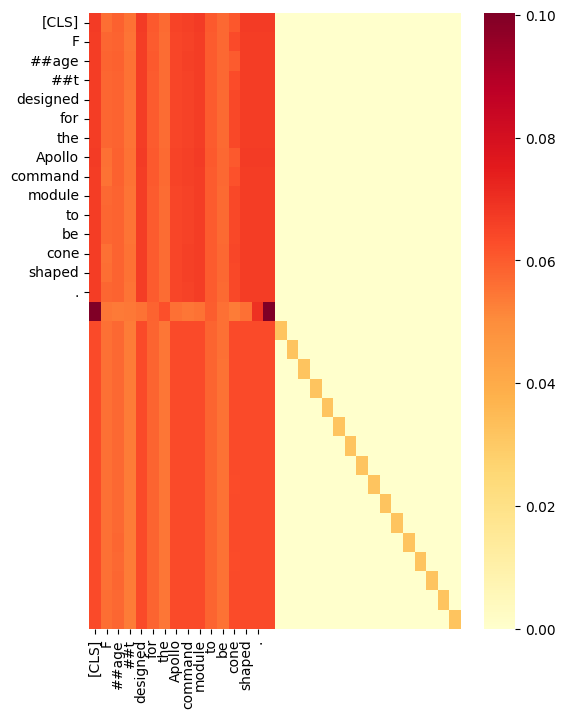 [CLS]
F
##age
##t
designed
for
the
Apollo
command
module
to
be
cone
shaped
.
[CLS]
F
##age
##t
designed
for
the
Apollo
command
module
to
be
cone
shaped
.
0.10
0.08
0.06
0.04
0.02
0.00